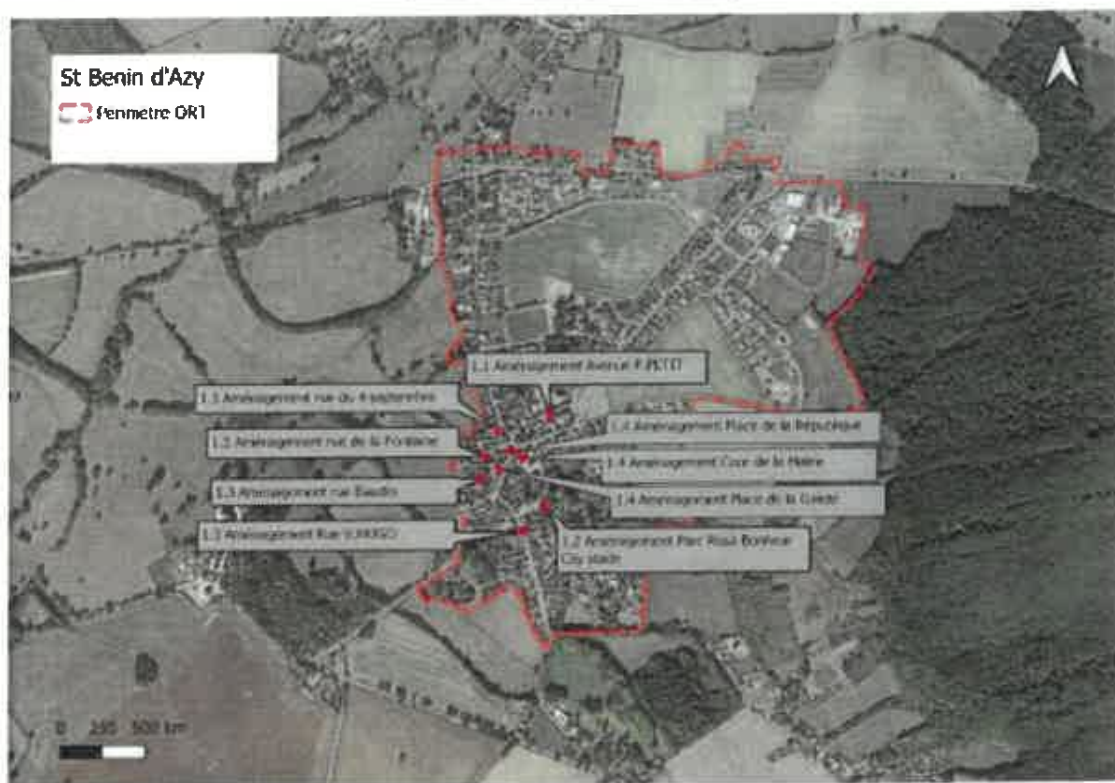 St Benin d'Azy
Périmetre ORT
1.1 Aménagement Avenue P.PETIT
1.3 Aménagement rue du 4 septembre
1.4 Aménagement Place de la République
1.3 Aménagement rue de la Fontaine
1.4 Aménagement Cour de la Mairie
1.3 Aménagement rue Baudin
1.4 Aménagement Place de la
1.3 Aménagement Rue V.HUGO
1.2 Aménagement Parc Rosa Bonheur
City stade
0 250 500 km